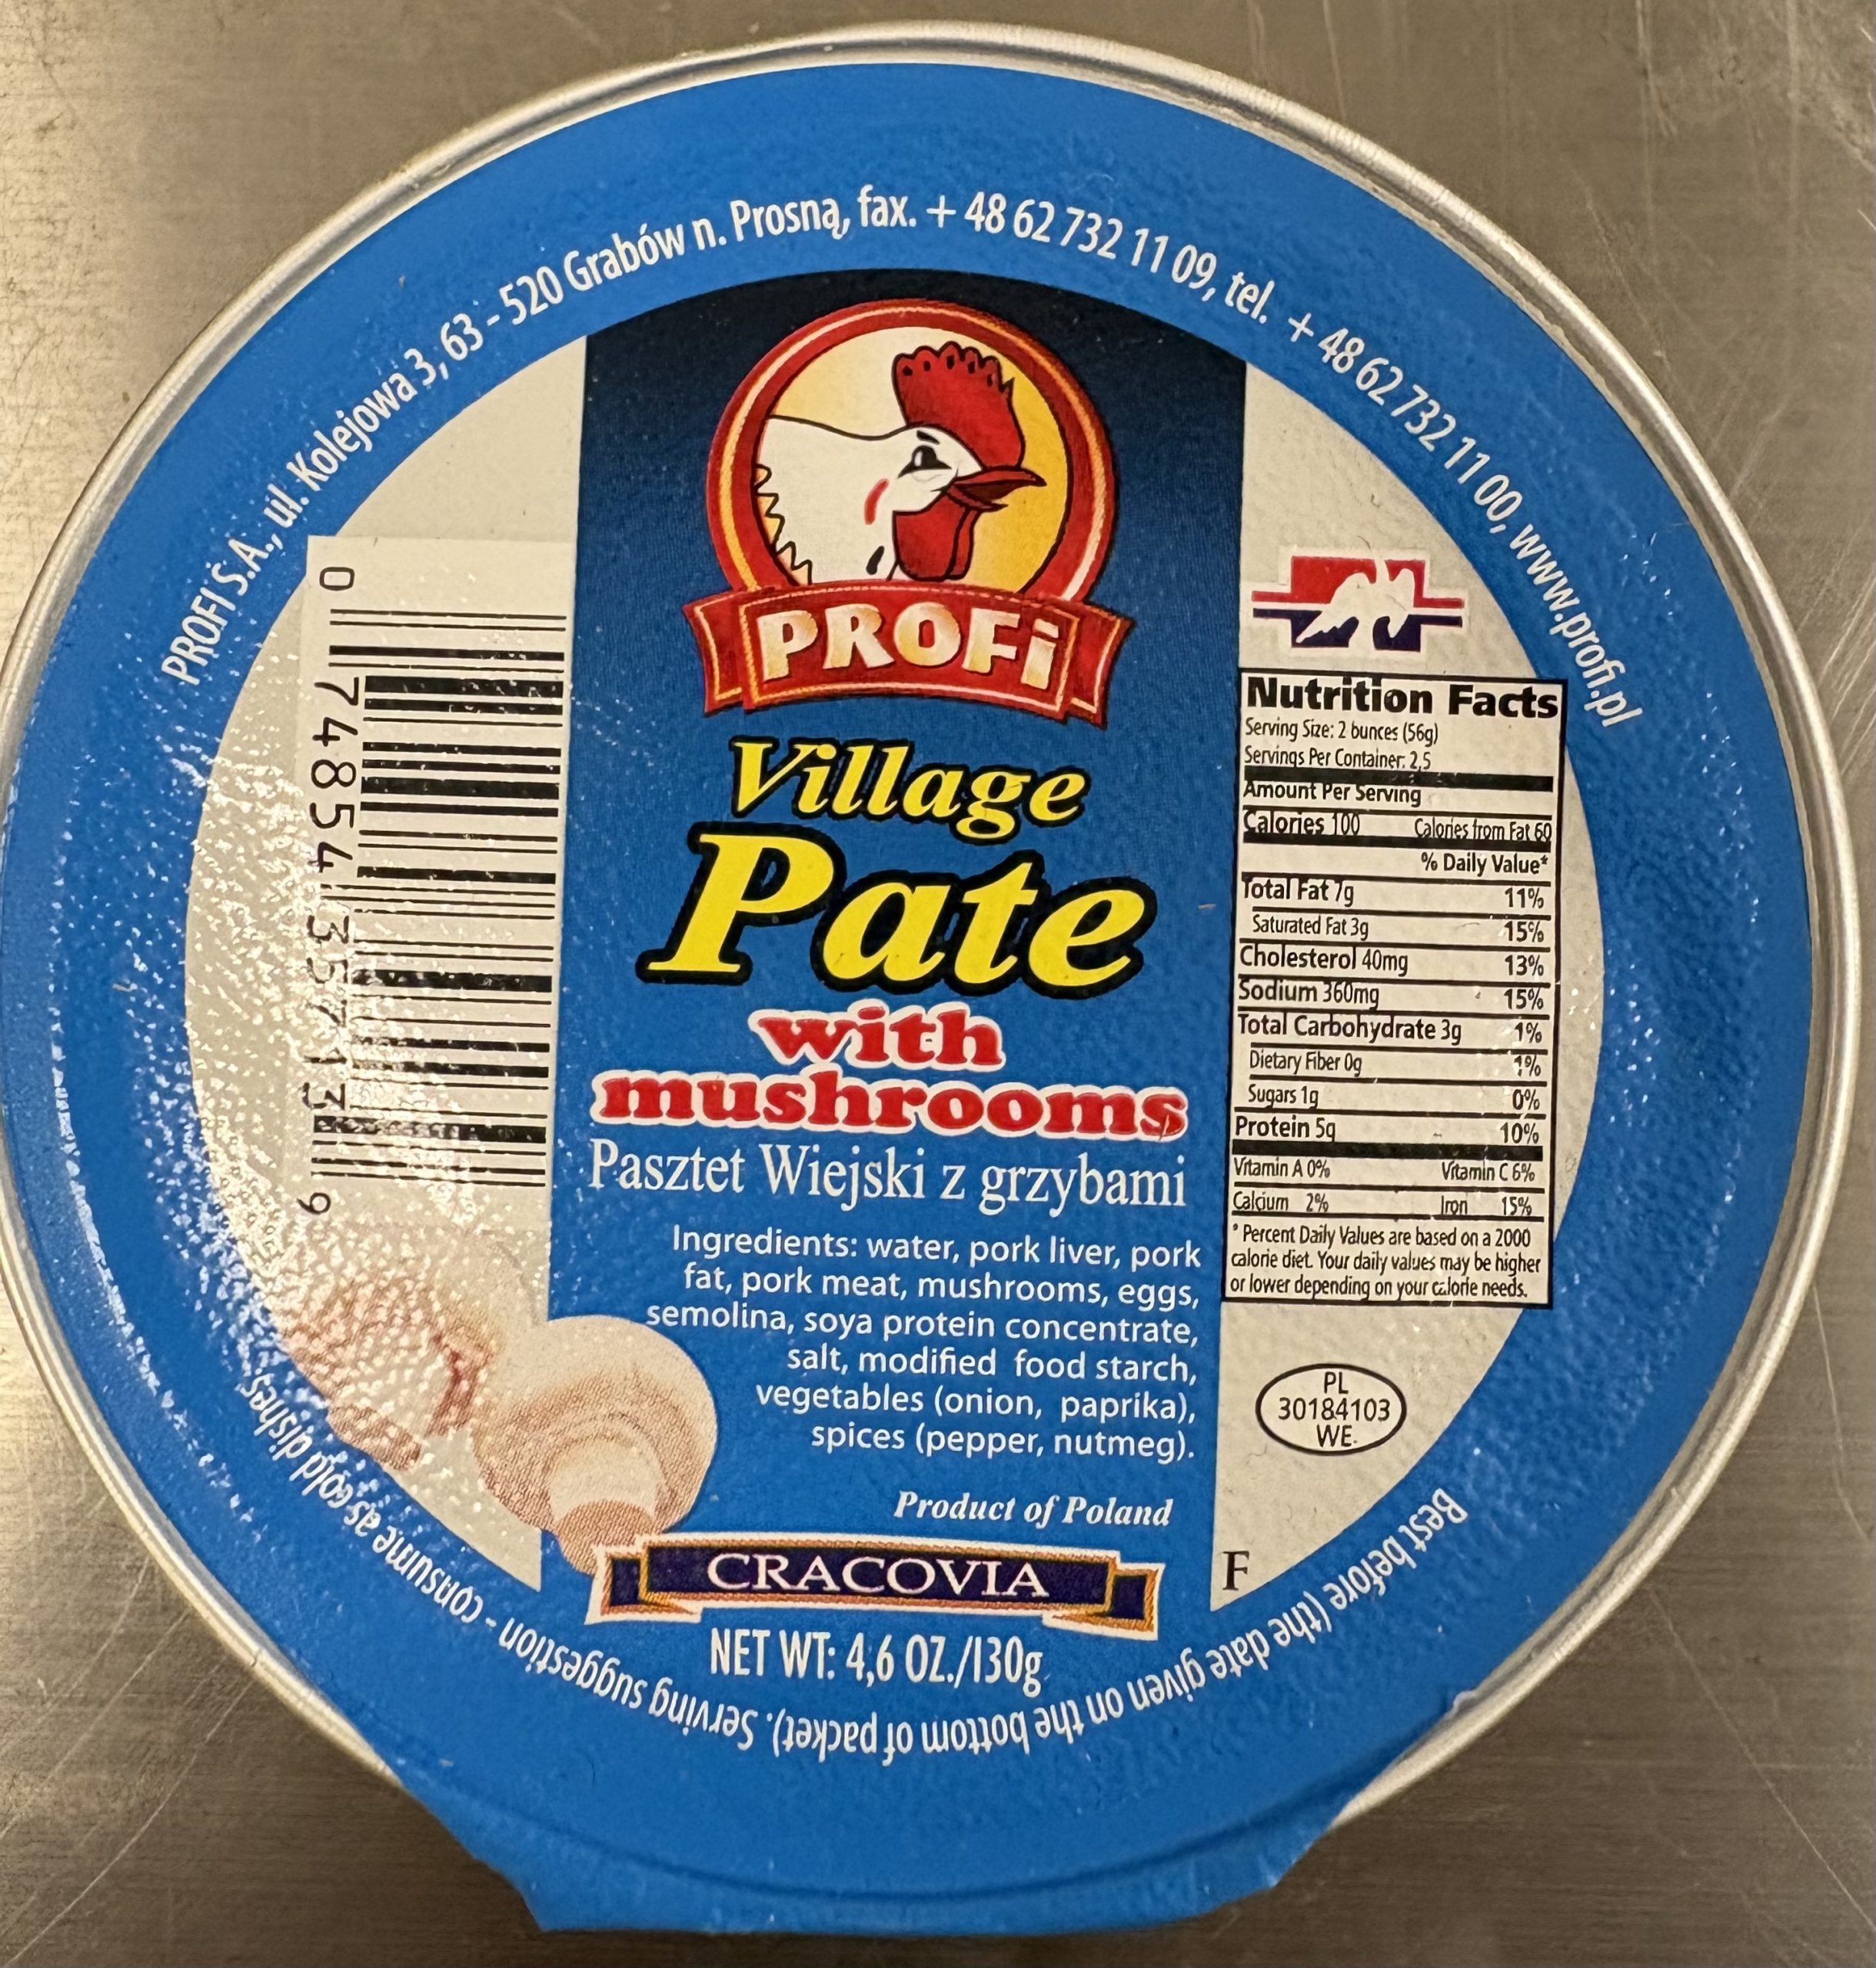 PROFI S.A., ul. Kolejowa 3, 63 - 520 Grabów n. Prosną, fax. + 48 62 732 11 09, tel. + 48 62 732 11 00, www.profi.pl
PROFi
Village
Pate
with
mushrooms
Pasztet Wiejski z grzybami
Ingredients: water, pork liver, pork
fat, pork meat, mushrooms, eggs,
semolina, soya protein concentrate,
salt, modified food starch,
vegetables (onion, paprika),
spices (pepper, nutmeg).
Product of Poland
CRACOVIA
NET WT: 4,6 OZ./130g
0 74854 35713 9
Nutrition Facts
Serving Size: 2 bunces (56g)
Servings Per Container: 2,5
Amount Per Serving
Calories 100 Calories from Fat 60
% Daily Value*
Total Fat 7g 11%
Saturated Fat 3g 15%
Cholesterol 40mg 13%
Sodium 360mg 15%
Total Carbohydrate 3g 1%
Dietary Fiber 0g 1%
Sugars 1g 0%
Protein 5g 10%
Vitamin A 0% Vitamin C 6%
Calcium 2% Iron 15%
* Percent Daily Values are based on a 2000
calorie diet. Your daily values may be higher
or lower depending on your calorie needs.
PL
30184103
WE
F
Best before (the date given on the bottom of packet). Serving suggestion - consume as cold dishes.